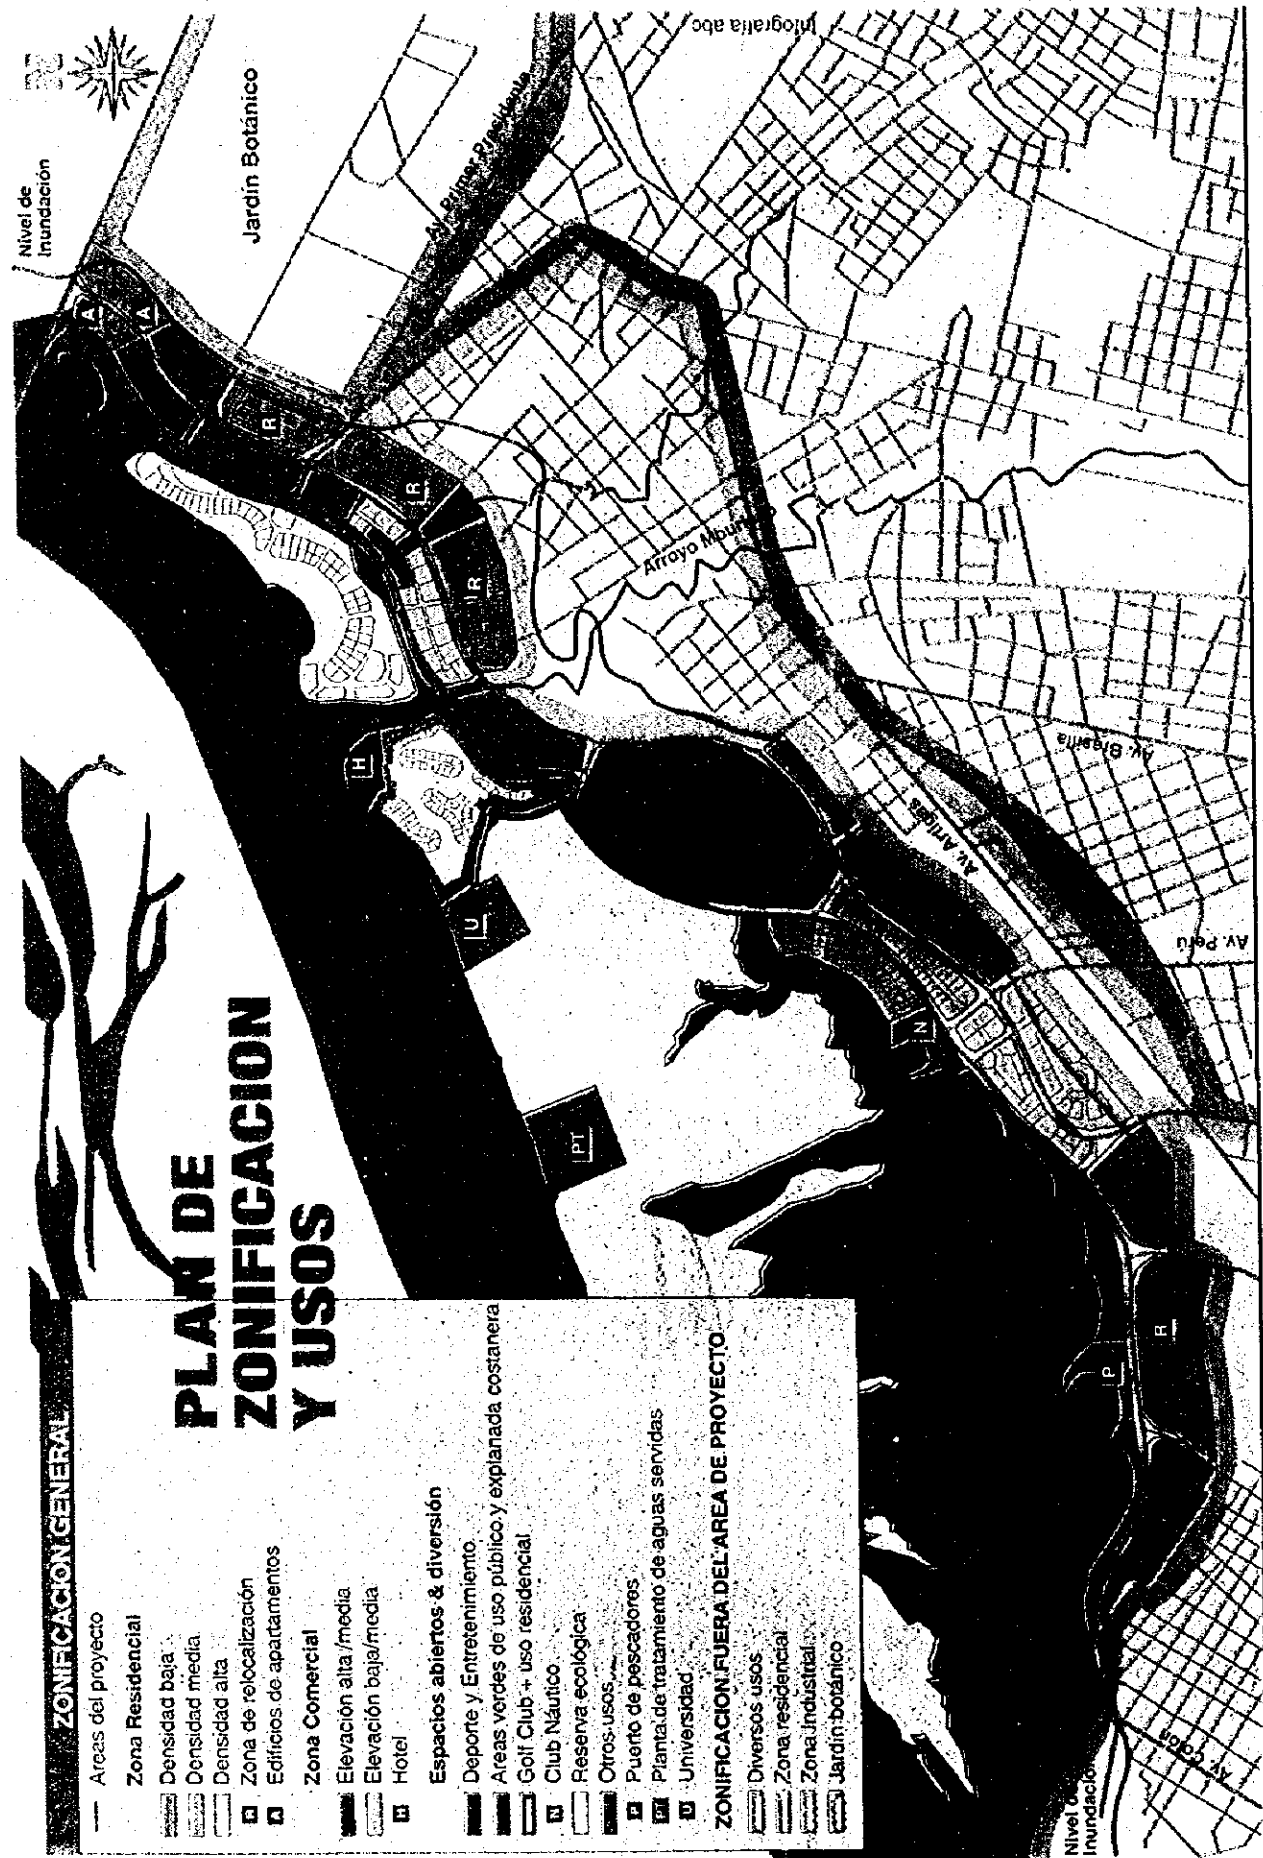 ZONIFICACION GENERAL
Areas del proyecto
Zona Residencial
Densidad baja
Densidad media
Densidad alta
Zona de relocalización
Edificios de apartamentos
Zona Comercial
Elevación alta/media
Elevación baja/media
H Hotel
Espacios abiertos & diversión
Deporte y Entretenimiento
Areas verdes de uso público y explanada costanera
Golf Club + uso residencial
Club Náutico
Reserva ecológica
Otros usos
P Puerto de pescadores
PT Planta de tratamiento de aguas servidas
U Universidad
ZONIFICACION FUERA DEL AREA DE PROYECTO
Diversos usos
Zona residencial
Zona Industrial
Jardín botánico
PLAN DE
ZONIFICACION
Y USOS
Nivel de
Inundación
Jardín Botánico
Av. Primer Presidente
Infografía abc
A
A
R
R
R
H
U
PT
N
P
R
Arroyo
Av. Artigas
Av. Brasilia
Av. Perú
Av. Colón
Nivel